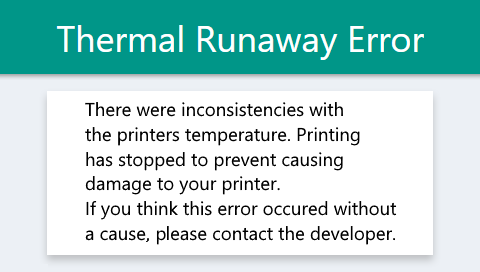 Thermal Runaway Error
There were inconsistencies with
the printers temperature. Printing
has stopped to prevent causing
damage to your printer.
If you think this error occured without
a cause, please contact the developer.